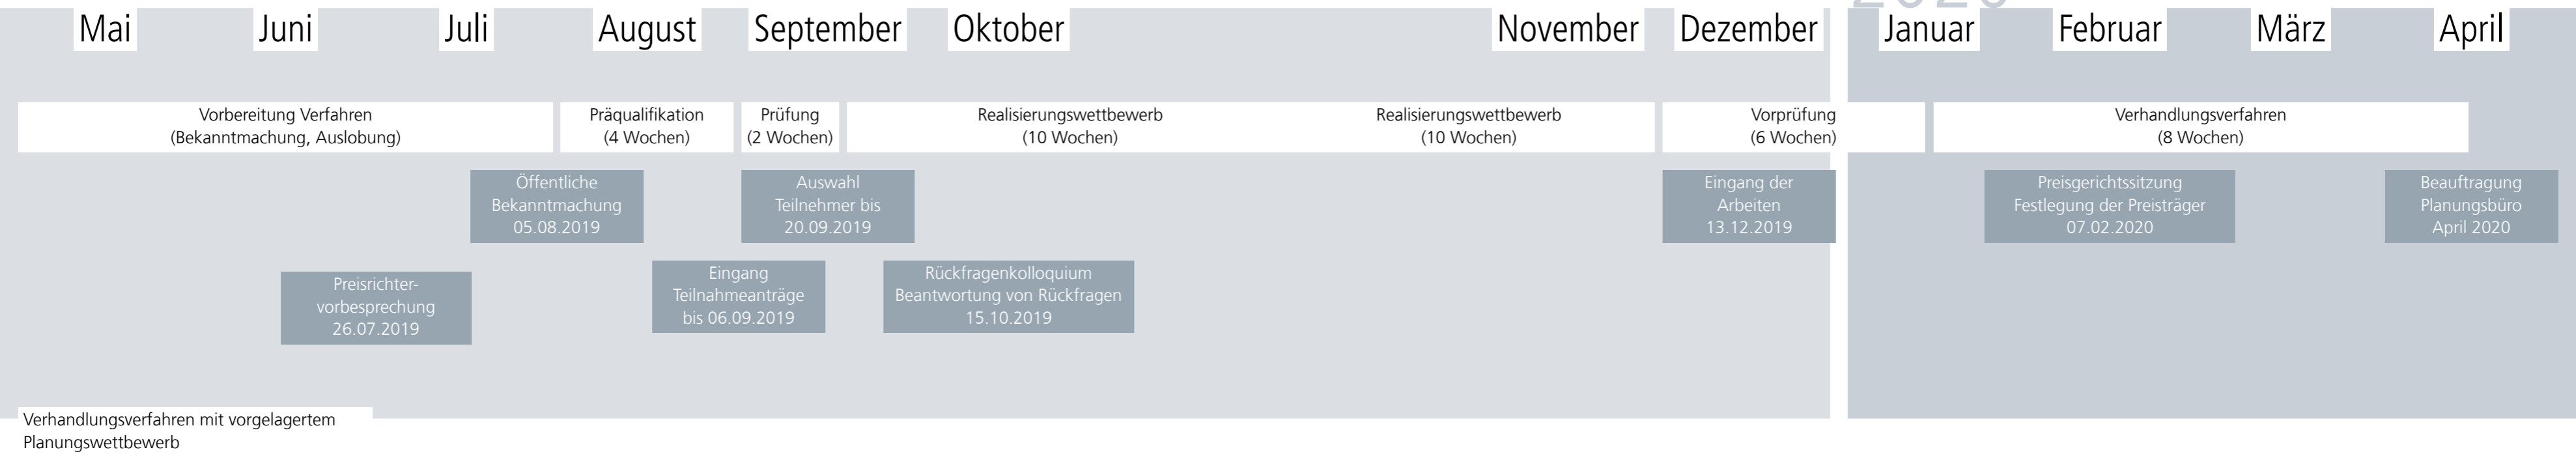 2020
Mai
Juni
Juli
August
September
Oktober
November
Dezember
Januar
Februar
März
April
Vorbereitung Verfahren
(Bekanntmachung, Auslobung)
Präqualifikation
(4 Wochen)
Prüfung
(2 Wochen)
Realisierungswettbewerb
(10 Wochen)
Realisierungswettbewerb
(10 Wochen)
Vorprüfung
(6 Wochen)
Verhandlungsverfahren
(8 Wochen)
Öffentliche
Bekanntmachung
05.08.2019
Auswahl
Teilnehmer bis
20.09.2019
Eingang der
Arbeiten
13.12.2019
Preisgerichtssitzung
Festlegung der Preisträger
07.02.2020
Beauftragung
Planungsbüro
April 2020
Preisrichter-
vorbesprechung
26.07.2019
Eingang
Teilnahmeanträge
bis 06.09.2019
Rückfragenkolloquium
Beantwortung von Rückfragen
15.10.2019
Verhandlungsverfahren mit vorgelagertem
Planungswettbewerb